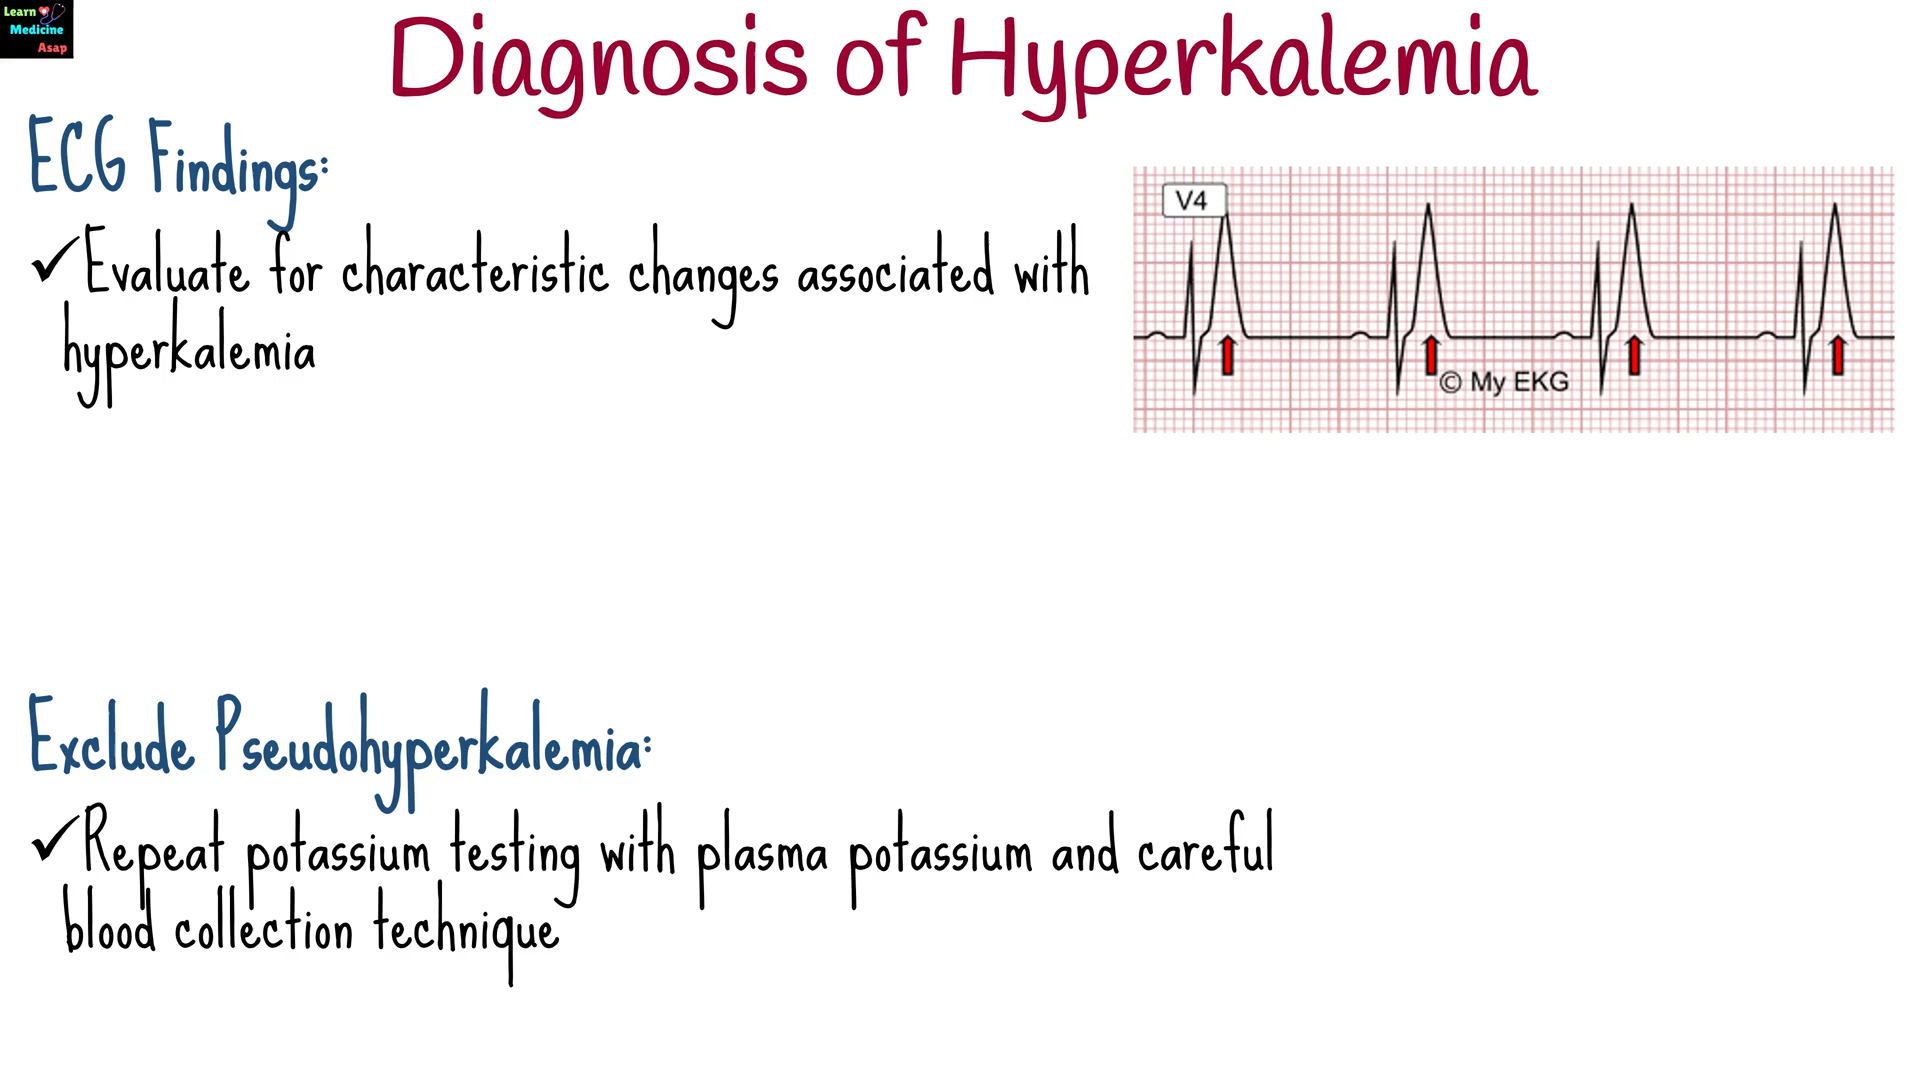 Learn
Medicine
Asap
Diagnosis of Hyperkalemia
ECG Findings:
✓Evaluate for characteristic changes associated with
hyperkalemia
V4
© My EKG
Exclude Pseudohyperkalemia:
✓Repeat potassium testing with plasma potassium and careful
blood collection technique